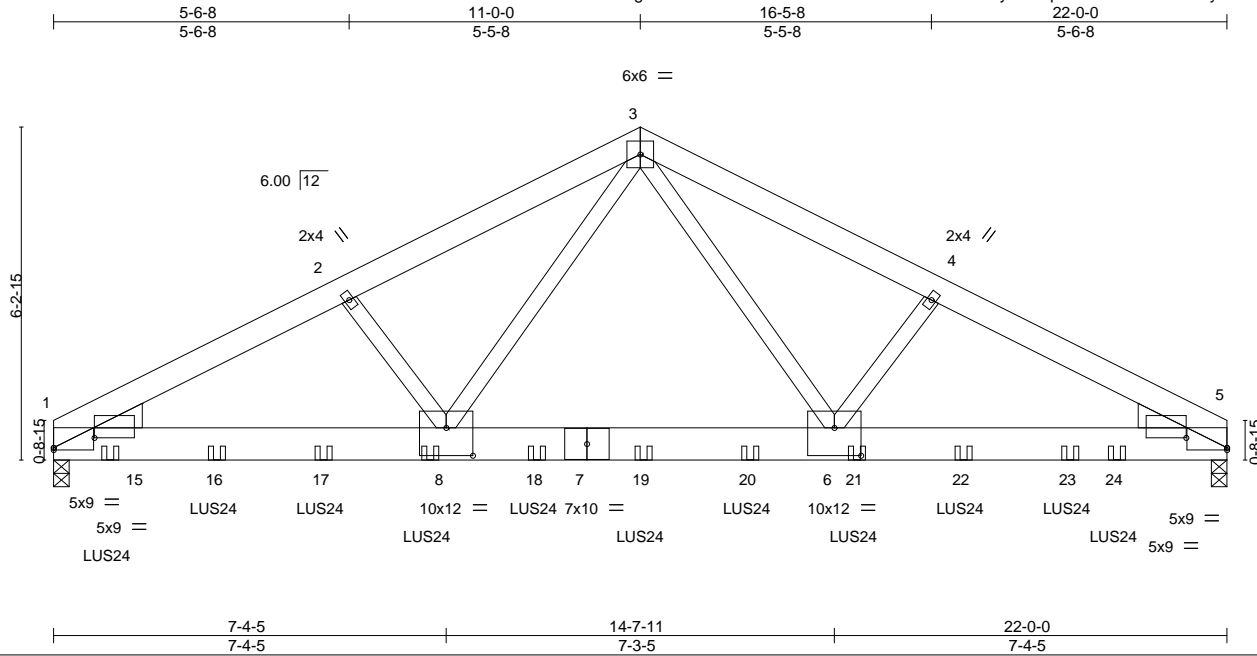 5-6-8 11-0-0 16-5-8 22-0-0
5-6-8 5-5-8 5-5-8 5-6-8
6x6 =
3
6.00 12
2x4 \\
2x4 //
2
4
6-2-15
1
5
0-8-15
0-8-15
15 16 17 8 18 7 19 20 6 21 22 23 24
5x9 =
LUS24 LUS24 10x12 = LUS24 7x10 = LUS24 10x12 = LUS24 LUS24
5x9 =
5x9 =
LUS24 LUS24 LUS24 LUS24
5x9 =
LUS24
7-4-5 14-7-11 22-0-0
7-4-5 7-3-5 7-4-5